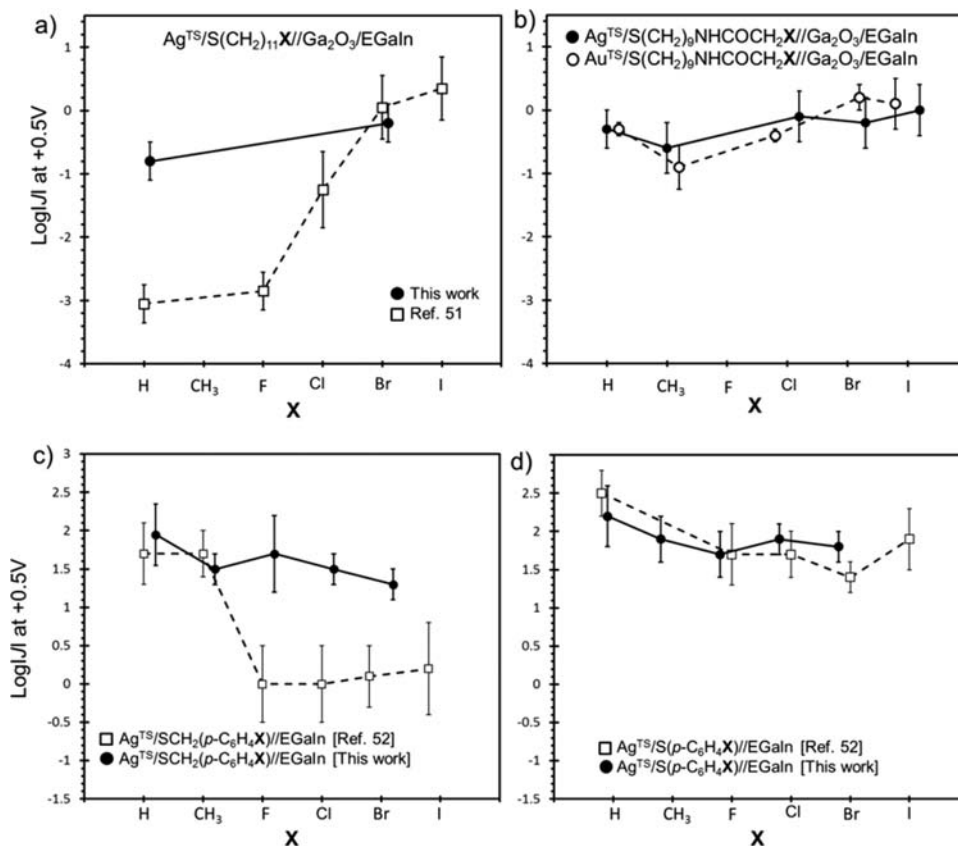 a)
Ag^TS/S(CH₂)₁₁X//Ga₂O₃/EGaIn
Log|J| at +0.5V
1
0
-1
-2
-3
-4
This work
Ref. 51
H CH₃ F Cl Br I
X
b)
Ag^TS/S(CH₂)₉NHCOCH₂X//Ga₂O₃/EGaIn
Au^TS/S(CH₂)₉NHCOCH₂X//Ga₂O₃/EGaIn
1
0
-1
-2
-3
-4
H CH₃ F Cl Br I
X
c)
Log|J| at +0.5V
3
2.5
2
1.5
1
0.5
0
-0.5
-1
-1.5
Ag^TS/SCH₂(p-C₆H₄X)//EGaIn [Ref. 52]
Ag^TS/SCH₂(p-C₆H₄X)//EGaIn [This work]
H CH₃ F Cl Br I
X
d)
3
2.5
2
1.5
1
0.5
0
-0.5
-1
-1.5
Ag^TS/S(p-C₆H₄X)//EGaIn [Ref. 52]
Ag^TS/S(p-C₆H₄X)//EGaIn [This work]
H CH₃ F Cl Br I
X